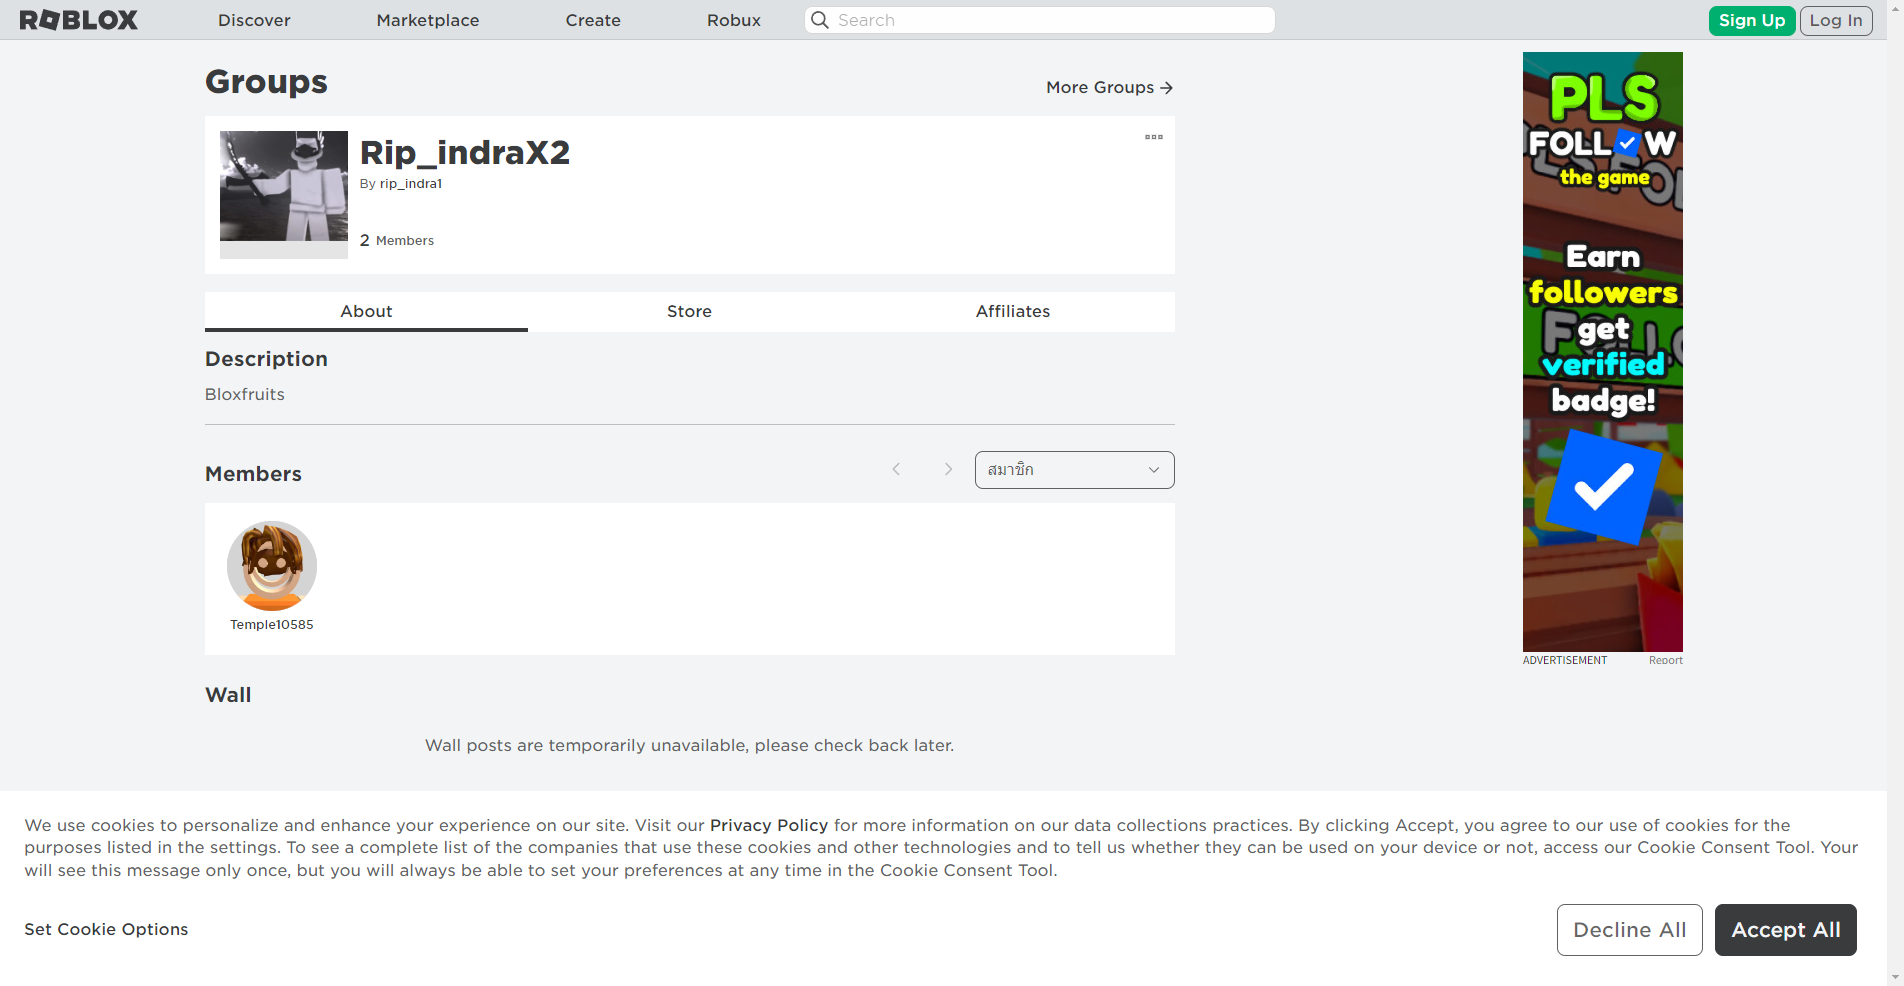 ROBLOX
Discover
Marketplace
Create
Robux
Search
Sign Up
Log In
Groups
More Groups
Rip_indraX2
By rip_indra1
2 Members
About
Store
Affiliates
Description
Bloxfruits
Members
สมาชิก
Temple10585
Wall
Wall posts are temporarily unavailable, please check back later.
PLS
FOLLOW
the game
Earn
followers
get
verified
badge!
ADVERTISEMENT
Report
We use cookies to personalize and enhance your experience on our site. Visit our Privacy Policy for more information on our data collections practices. By clicking Accept, you agree to our use of cookies for the
purposes listed in the settings. To see a complete list of the companies that use these cookies and other technologies and to tell us whether they can be used on your device or not, access our Cookie Consent Tool. Your
will see this message only once, but you will always be able to set your preferences at any time in the Cookie Consent Tool.
Set Cookie Options
Decline All
Accept All